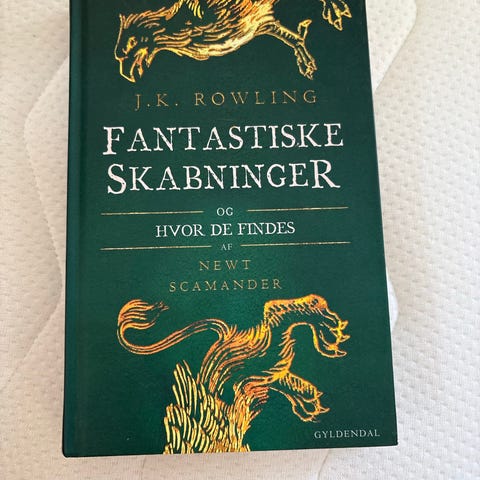 J.K. ROWLING
FANTASTISKE
SKABNINGER
OG
HVOR DE FINDES
AF
NEWT
SCAMANDER
GYLDENDAL